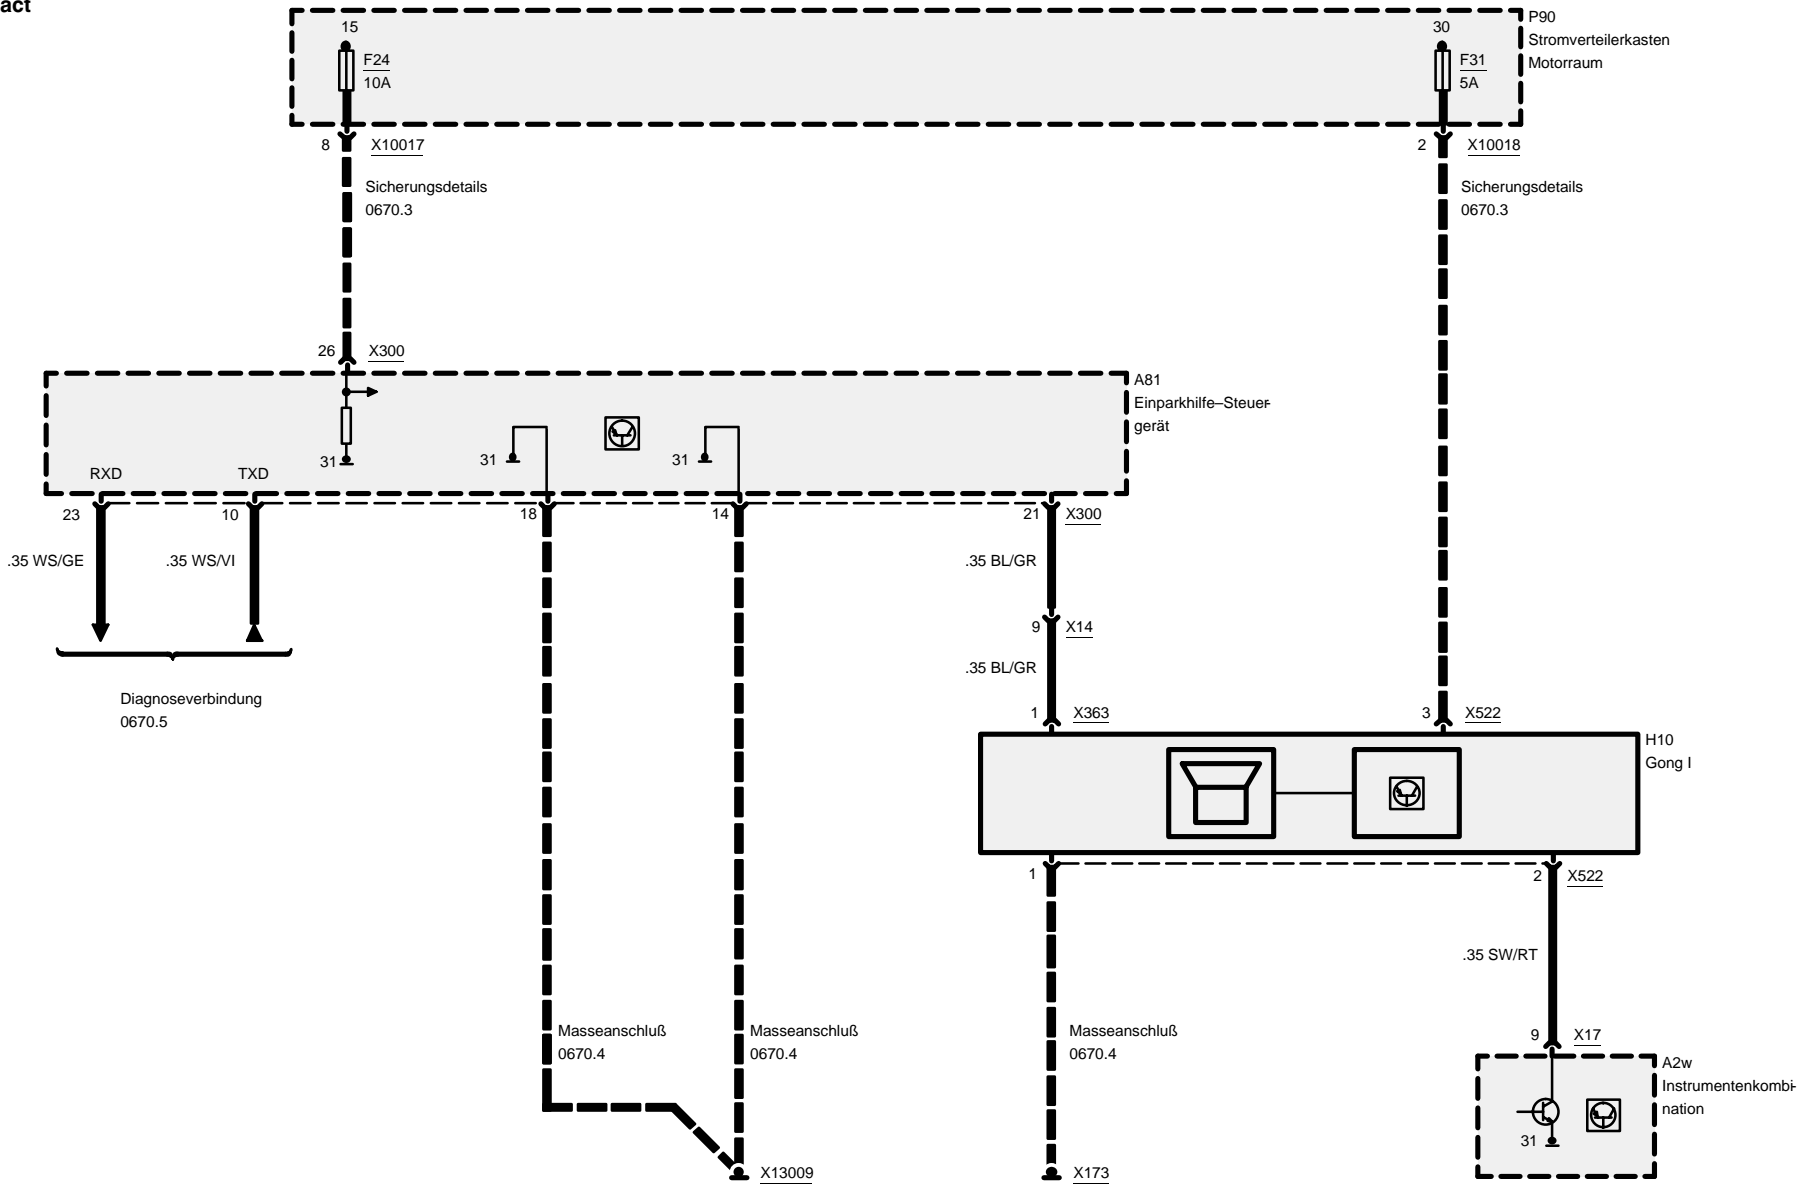 act
15
30
P90
Stromverteilerkasten
Motorraum
F24
10A
F31
5A
8 X10017
2 X10018
Sicherungsdetails
0670.3
Sicherungsdetails
0670.3
26 X300
A81
Einparkhilfe–Steuer-
gerät
31
31
31
RXD
TXD
23
10
18
14
21 X300
.35 WS/GE
.35 WS/VI
.35 BL/GR
9 X14
.35 BL/GR
Diagnoseverbindung
0670.5
1 X363
3 X522
H10
Gong I
1
2 X522
.35 SW/RT
Masseanschluß
0670.4
Masseanschluß
0670.4
Masseanschluß
0670.4
9 X17
A2w
Instrumentenkombi-
nation
31
X13009
X173